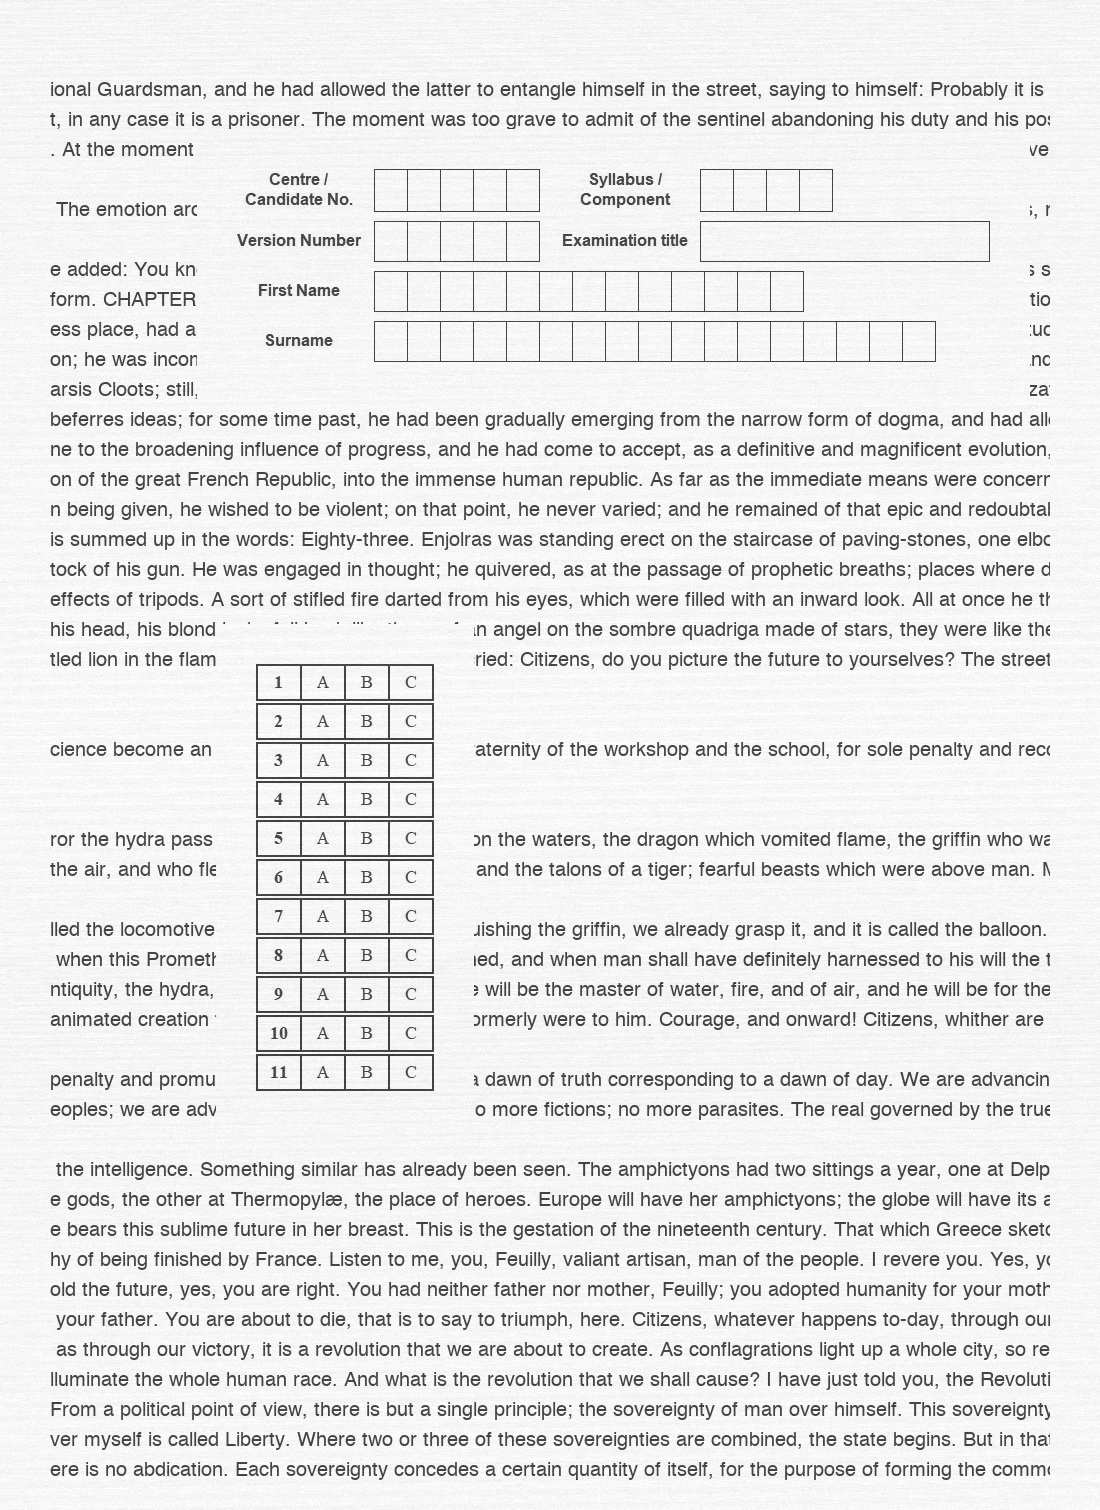 ional Guardsman, and he had allowed the latter to entangle himself in the street, saying to himself: Probably it is
t, in any case it is a prisoner. The moment was too grave to admit of the sentinel abandoning his duty and his pos
. At the moment ve
Centre / Candidate No. Syllabus / Component
The emotion arc s, r
Version Number Examination title
e added: You kn s s
First Name
form. CHAPTER tio
ess place, had a tud
Surname
on; he was incom nd
arsis Cloots; still, zat
beferres ideas; for some time past, he had been gradually emerging from the narrow form of dogma, and had all
ne to the broadening influence of progress, and he had come to accept, as a definitive and magnificent evolution,
on of the great French Republic, into the immense human republic. As far as the immediate means were concern
n being given, he wished to be violent; on that point, he never varied; and he remained of that epic and redoubtal
is summed up in the words: Eighty-three. Enjolras was standing erect on the staircase of paving-stones, one elbo
tock of his gun. He was engaged in thought; he quivered, as at the passage of prophetic breaths; places where d
effects of tripods. A sort of stifled fire darted from his eyes, which were filled with an inward look. All at once he th
his head, his blond an angel on the sombre quadriga made of stars, they were like the
tled lion in the flam ried: Citizens, do you picture the future to yourselves? The street
1 A B C
2 A B C
cience become an aternity of the workshop and the school, for sole penalty and reco
3 A B C
4 A B C
ror the hydra pass on the waters, the dragon which vomited flame, the griffin who wa
5 A B C
the air, and who fle and the talons of a tiger; fearful beasts which were above man. M
6 A B C
7 A B C
lled the locomotive uishing the griffin, we already grasp it, and it is called the balloon.
8 A B C
when this Prometh ned, and when man shall have definitely harnessed to his will the t
ntiquity, the hydra, e will be the master of water, fire, and of air, and he will be for the
9 A B C
animated creation ormerly were to him. Courage, and onward! Citizens, whither are
10 A B C
11 A B C
penalty and promu a dawn of truth corresponding to a dawn of day. We are advancin
eoples; we are adv o more fictions; no more parasites. The real governed by the true
the intelligence. Something similar has already been seen. The amphictyons had two sittings a year, one at Delp
e gods, the other at Thermopylæ, the place of heroes. Europe will have her amphictyons; the globe will have its a
e bears this sublime future in her breast. This is the gestation of the nineteenth century. That which Greece sketc
hy of being finished by France. Listen to me, you, Feuilly, valiant artisan, man of the people. I revere you. Yes, yo
old the future, yes, you are right. You had neither father nor mother, Feuilly; you adopted humanity for your moth
your father. You are about to die, that is to say to triumph, here. Citizens, whatever happens to-day, through our
as through our victory, it is a revolution that we are about to create. As conflagrations light up a whole city, so re
lluminate the whole human race. And what is the revolution that we shall cause? I have just told you, the Revoluti
From a political point of view, there is but a single principle; the sovereignty of man over himself. This sovereignty
ver myself is called Liberty. Where two or three of these sovereignties are combined, the state begins. But in that
ere is no abdication. Each sovereignty concedes a certain quantity of itself, for the purpose of forming the commo